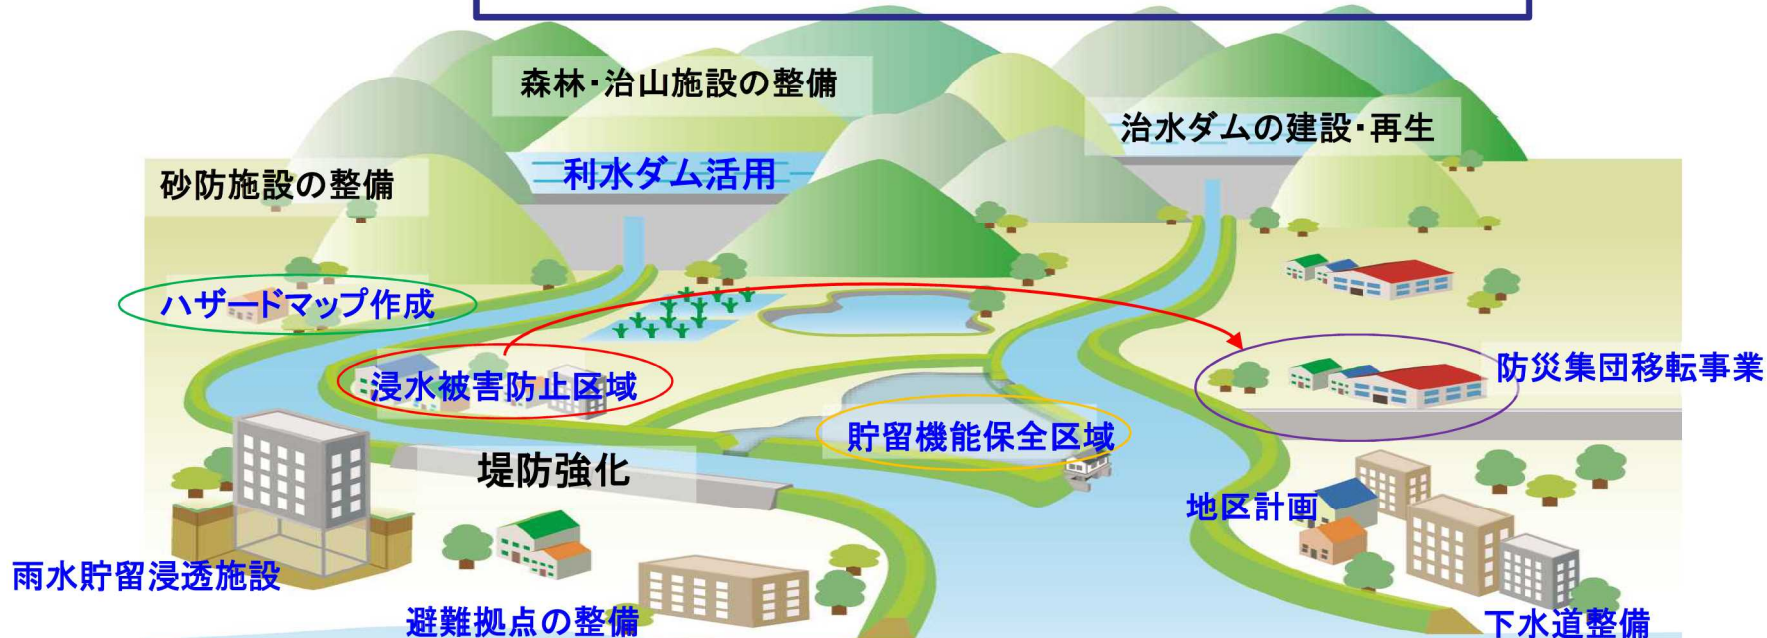 森林・治山施設の整備
治水ダムの建設・再生
利水ダム活用
砂防施設の整備
ハザードマップ作成
浸水被害防止区域
防災集団移転事業
貯留機能保全区域
堤防強化
地区計画
雨水貯留浸透施設
避難拠点の整備
下水道整備